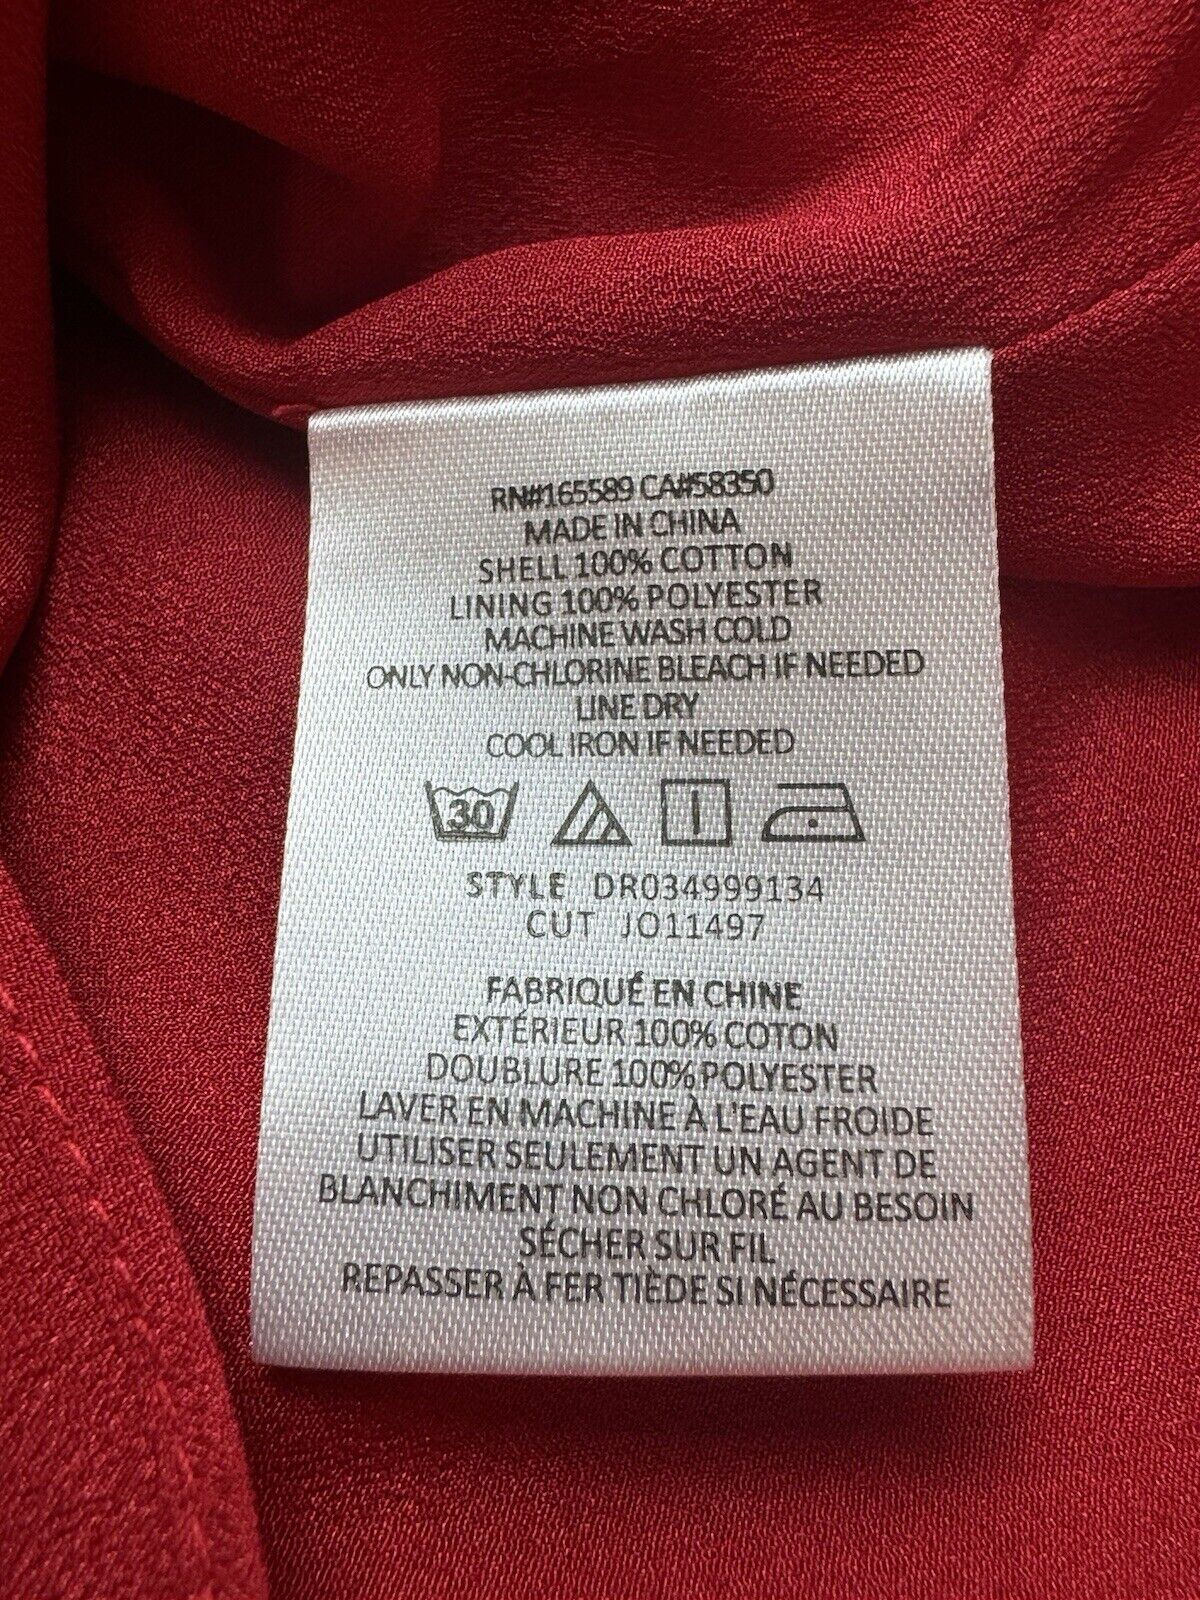 RN#165589 CA#58350
MADE IN CHINA
SHELL 100% COTTON
LINING 100% POLYESTER
MACHINE WASH COLD
ONLY NON-CHLORINE BLEACH IF NEEDED
LINE DRY
COOL IRON IF NEEDED
30
STYLE DR034999134
CUT JO11497
FABRIQUÉ EN CHINE
EXTÉRIEUR 100% COTON
DOUBLURE 100% POLYESTER
LAVER EN MACHINE À L'EAU FROIDE
UTILISER SEULEMENT UN AGENT DE
BLANCHIMENT NON CHLORÉ AU BESOIN
SÉCHER SUR FIL
REPASSER À FER TIÈDE SI NÉCESSAIRE